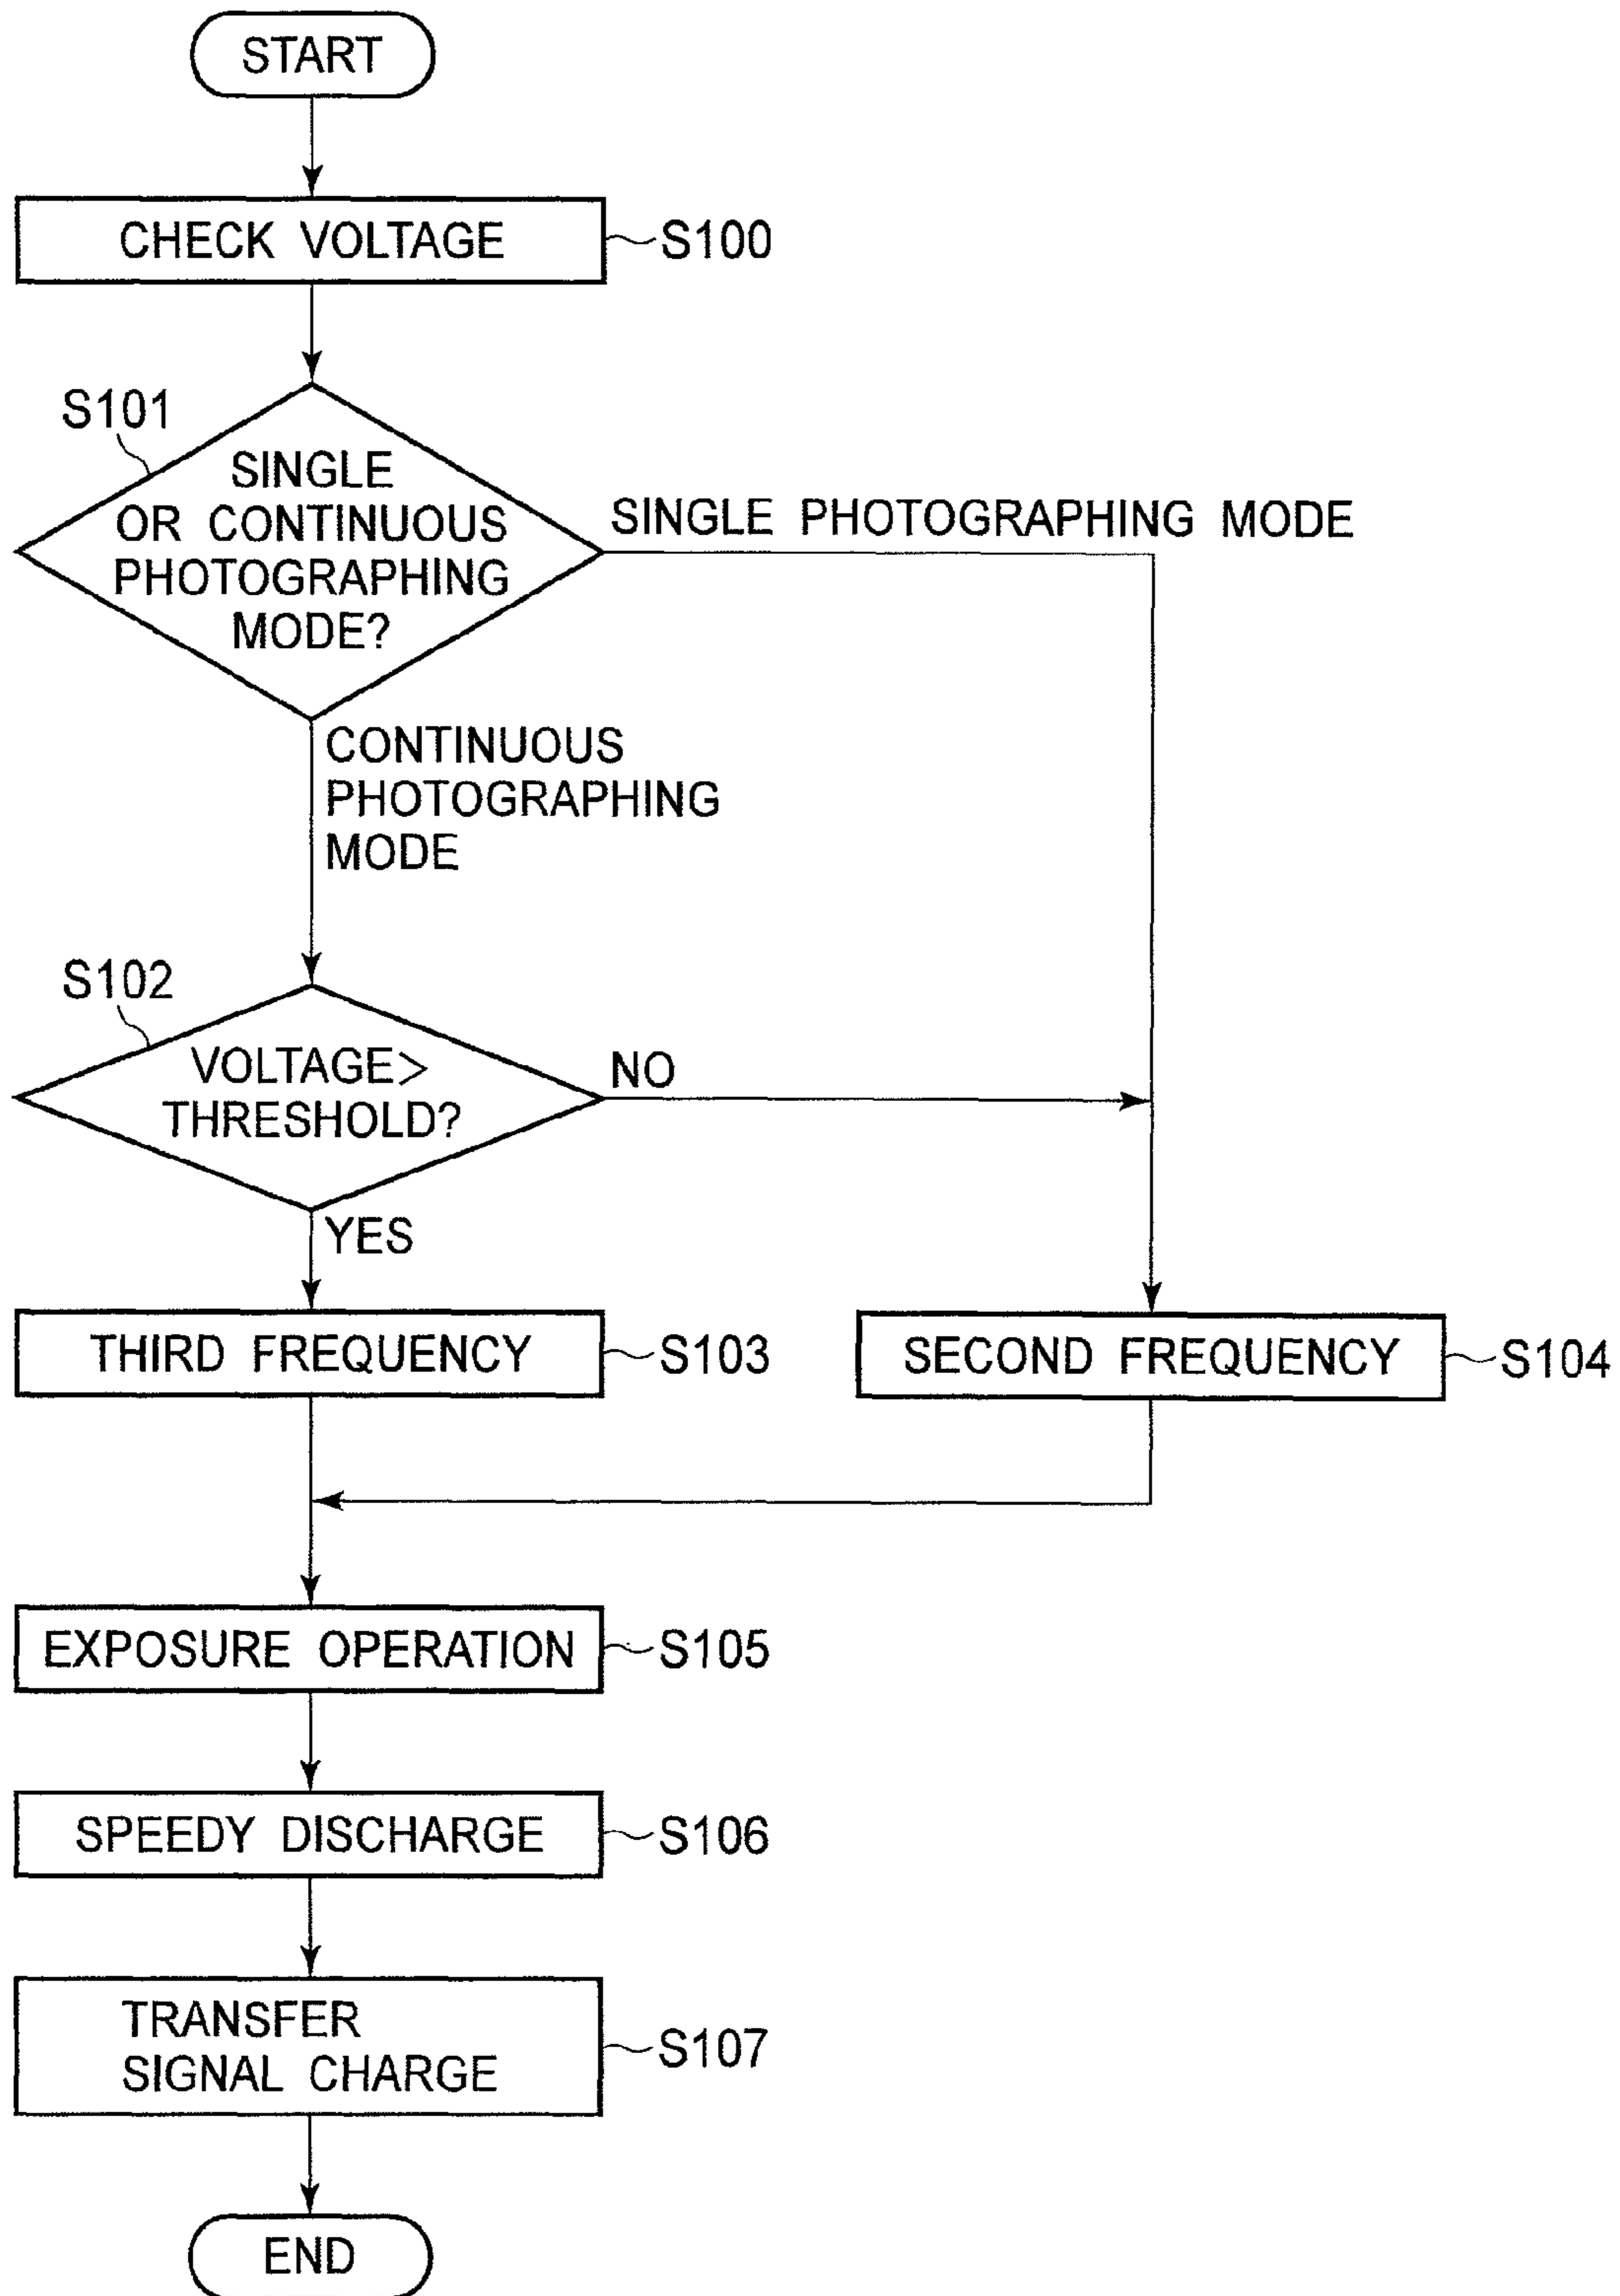 START
CHECK VOLTAGE
S100
S101
SINGLE
OR CONTINUOUS
PHOTOGRAPHING
MODE?
SINGLE PHOTOGRAPHING MODE
CONTINUOUS
PHOTOGRAPHING
MODE
S102
VOLTAGE>
THRESHOLD?
NO
YES
THIRD FREQUENCY
S103
SECOND FREQUENCY
S104
EXPOSURE OPERATION
S105
SPEEDY DISCHARGE
S106
TRANSFER
SIGNAL CHARGE
S107
END